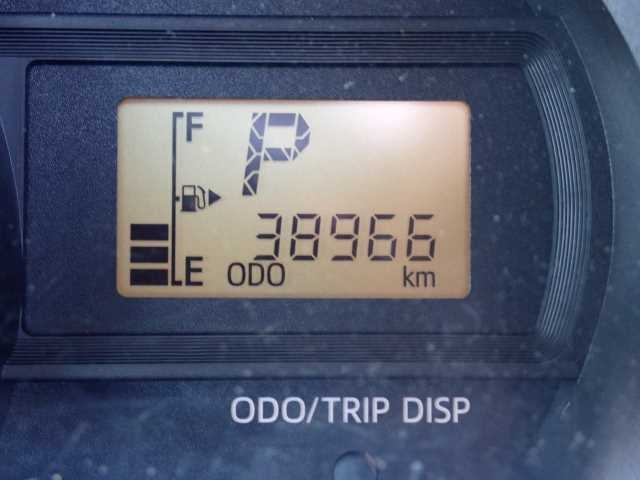 F
P
38966
E ODO km
ODO/TRIP DISP